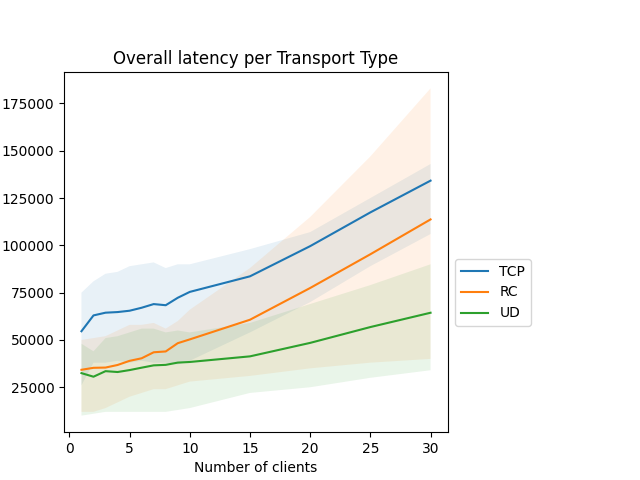 Overall latency per Transport Type
175000
150000
125000
100000
75000
50000
25000
0 5 10 15 20 25 30
Number of clients
TCP
RC
UD